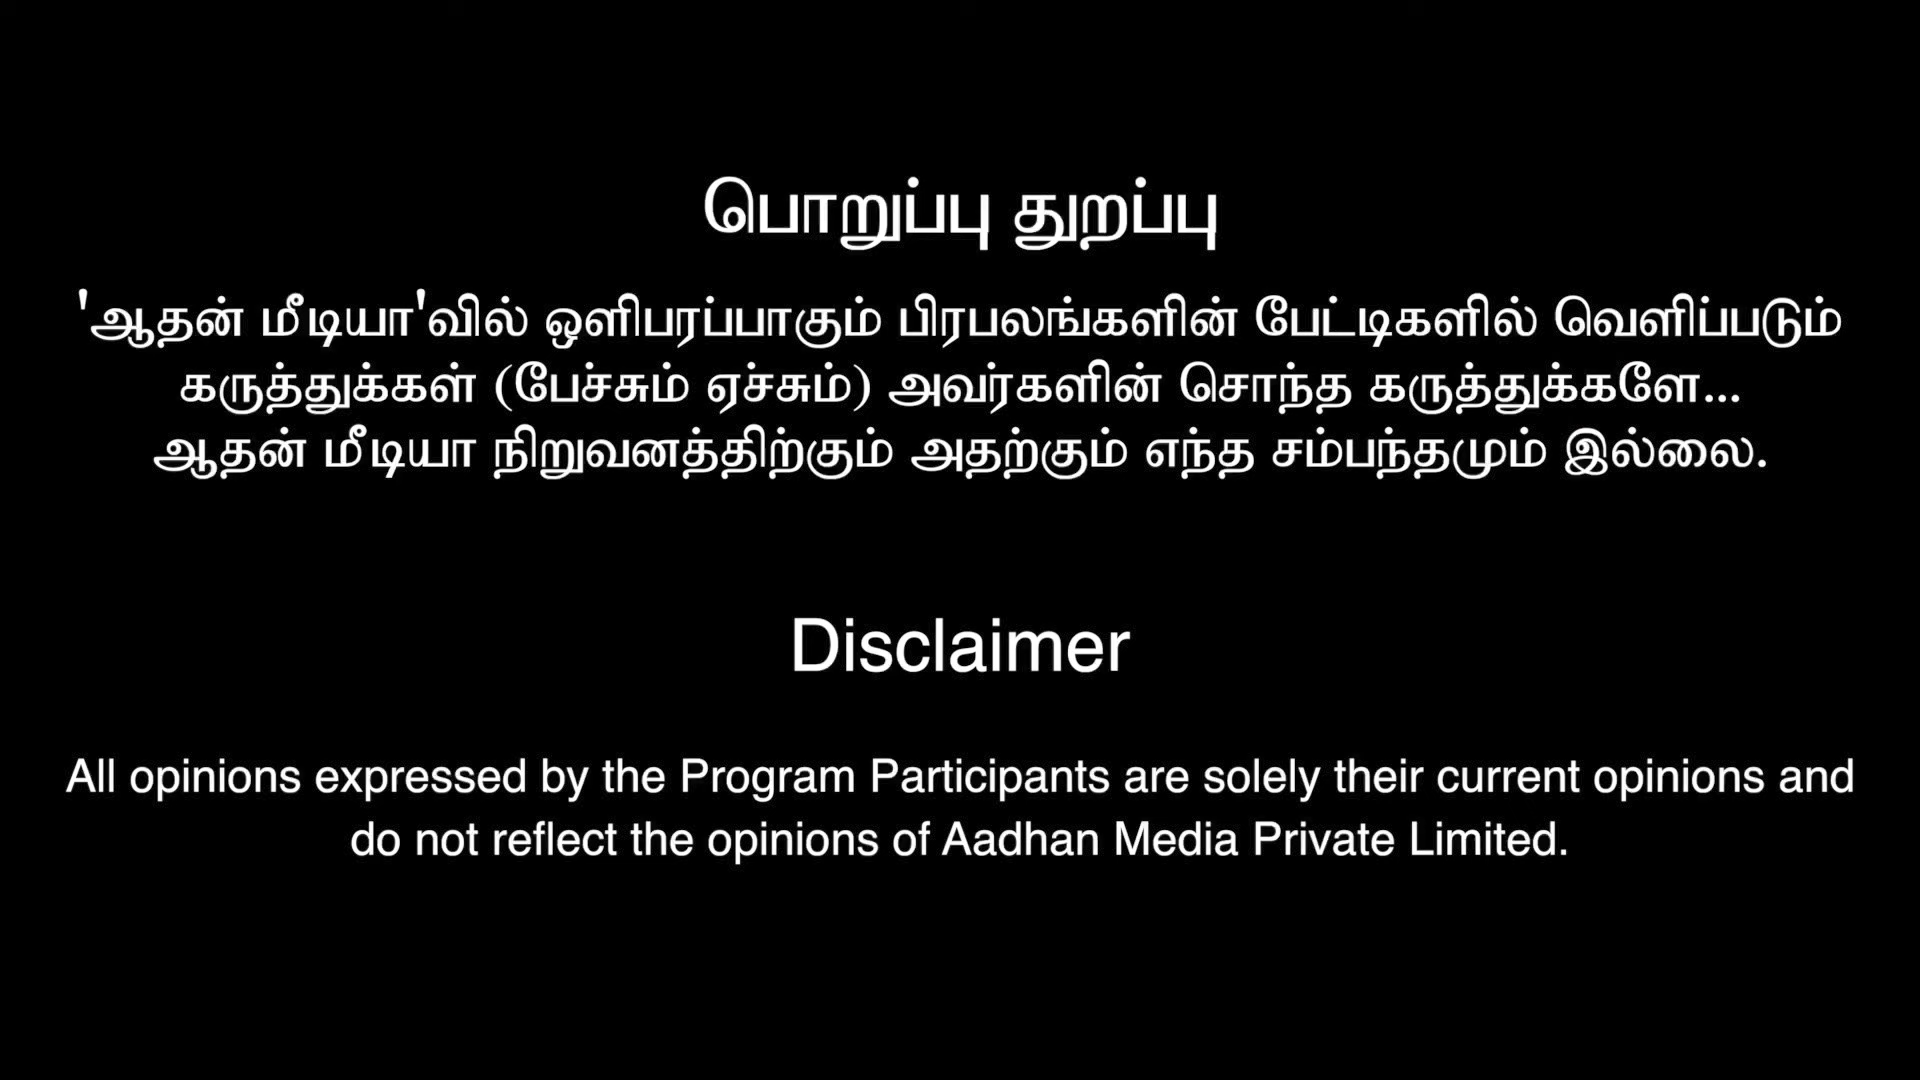 பொறுப்பு துறப்பு
'ஆதன் மீடியா'வில் ஒளிபரப்பாகும் பிரபலங்களின் பேட்டிகளில் வெளிப்படும்
கருத்துக்கள் (பேச்சும் ஏச்சும்) அவர்களின் சொந்த கருத்துக்களே...
ஆதன் மீடியா நிறுவனத்திற்கும் அதற்கும் எந்த சம்பந்தமும் இல்லை.
Disclaimer
All opinions expressed by the Program Participants are solely their current opinions and
do not reflect the opinions of Aadhan Media Private Limited.